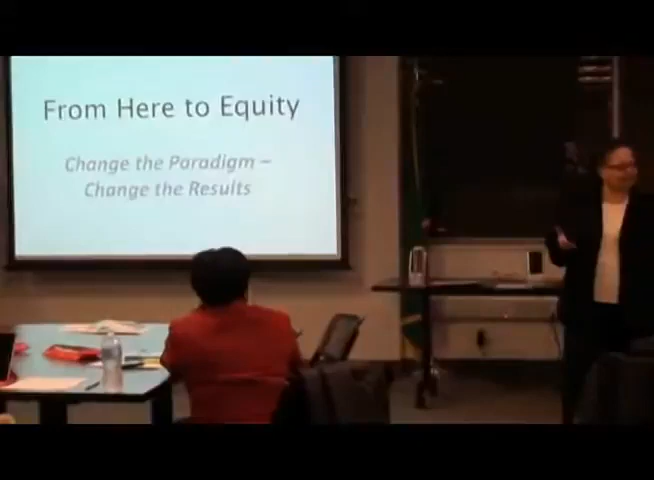 From Here to Equity
Change the Paradigm –
Change the Results